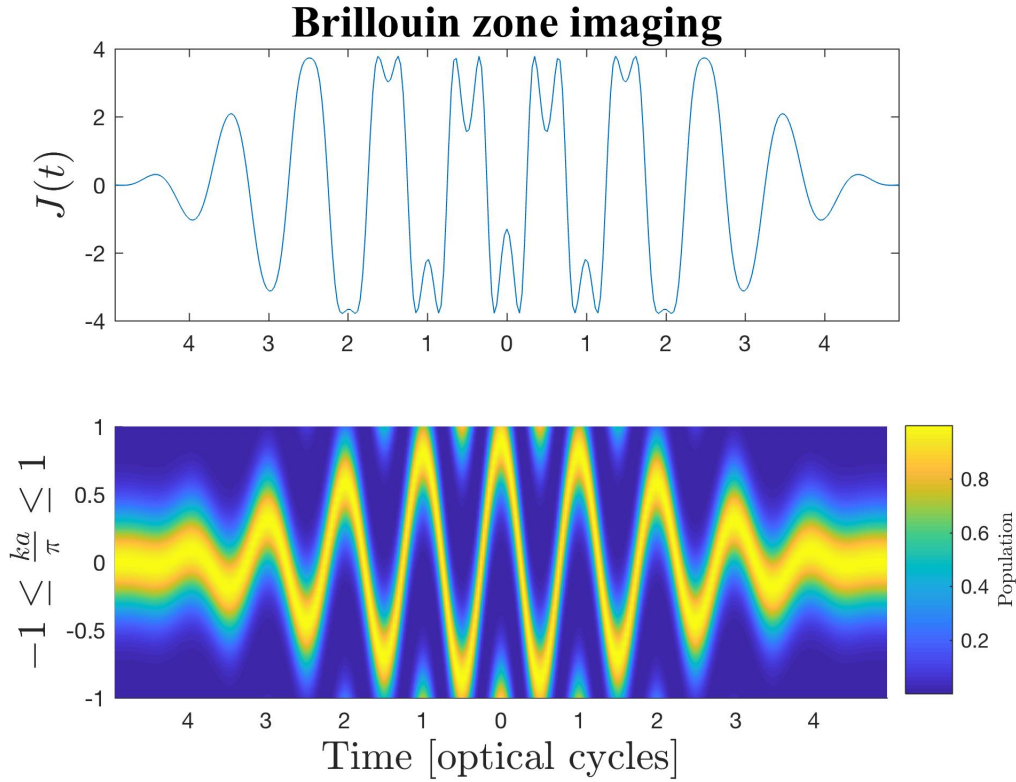 Brillouin zone imaging
J(t)
4
2
0
-2
-4
4 3 2 1 0 1 2 3 4
−1 ≤ ka/π ≤ 1
1
0.5
0
-0.5
-1
4 3 2 1 0 1 2 3 4
Time [optical cycles]
0.8
0.6
0.4
0.2
Population